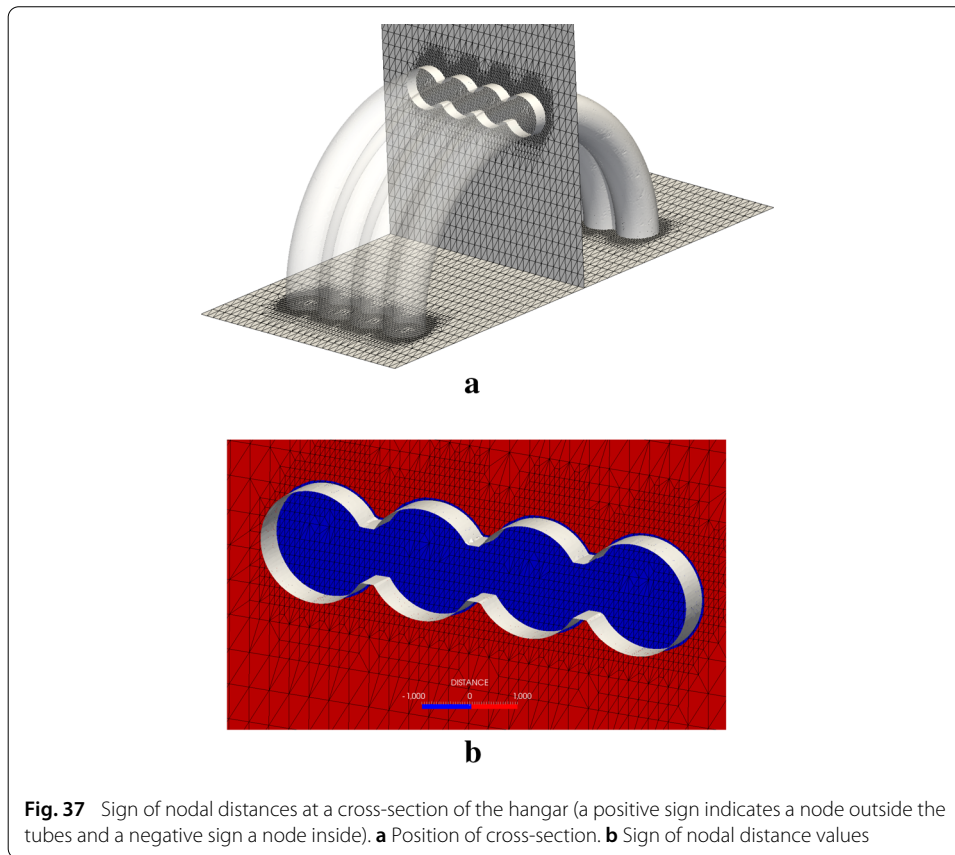 a
DISTANCE
-1,000 0 1,000
b
Fig. 37 Sign of nodal distances at a cross-section of the hangar (a positive sign indicates a node outside the
tubes and a negative sign a node inside). a Position of cross-section. b Sign of nodal distance values